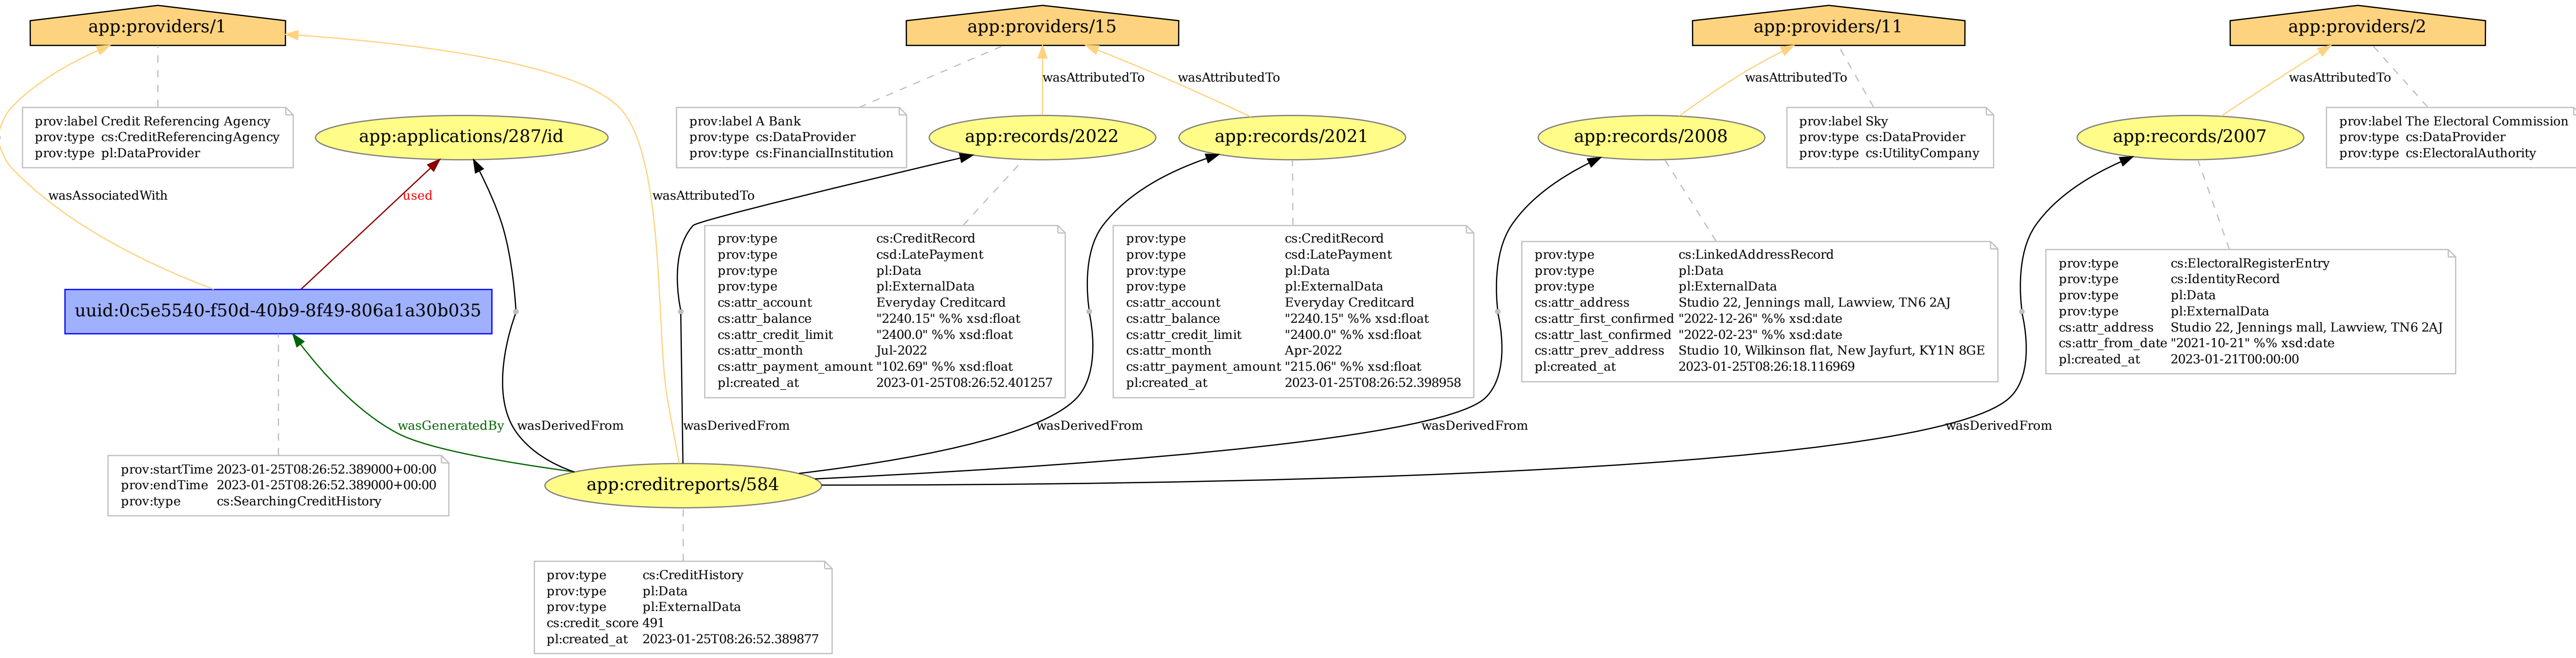 app:providers/1
app:providers/15
app:providers/11
app:providers/2
wasAttributedTo
wasAttributedTo
wasAttributedTo
wasAttributedTo
prov:label Credit Referencing Agency
prov:type cs:CreditReferencingAgency
prov:type pl:DataProvider
app:applications/287/id
prov:label A Bank
prov:type cs:DataProvider
prov:type cs:FinancialInstitution
app:records/2022
app:records/2021
app:records/2008
prov:label Sky
prov:type cs:DataProvider
prov:type cs:UtilityCompany
app:records/2007
prov:label The Electoral Commission
prov:type cs:DataProvider
prov:type cs:ElectoralAuthority
wasAssociatedWith
used
wasAttributedTo
prov:type cs:CreditRecord
prov:type csd:LatePayment
prov:type pl:Data
prov:type pl:ExternalData
cs:attr_account Everyday Creditcard
cs:attr_balance "2240.15" %% xsd:float
cs:attr_credit_limit "2400.0" %% xsd:float
cs:attr_month Jul-2022
cs:attr_payment_amount "102.69" %% xsd:float
pl:created_at 2023-01-25T08:26:52.401257
prov:type cs:CreditRecord
prov:type csd:LatePayment
prov:type pl:Data
prov:type pl:ExternalData
cs:attr_account Everyday Creditcard
cs:attr_balance "2240.15" %% xsd:float
cs:attr_credit_limit "2400.0" %% xsd:float
cs:attr_month Apr-2022
cs:attr_payment_amount "215.06" %% xsd:float
pl:created_at 2023-01-25T08:26:52.398958
prov:type cs:LinkedAddressRecord
prov:type pl:Data
prov:type pl:ExternalData
cs:attr_address Studio 22, Jennings mall, Lawview, TN6 2AJ
cs:attr_first_confirmed "2022-12-26" %% xsd:date
cs:attr_last_confirmed "2022-02-23" %% xsd:date
cs:attr_prev_address Studio 10, Wilkinson flat, New Jayfurt, KY1N 8GE
pl:created_at 2023-01-25T08:26:18.116969
prov:type cs:ElectoralRegisterEntry
prov:type cs:IdentityRecord
prov:type pl:Data
prov:type pl:ExternalData
cs:attr_address Studio 22, Jennings mall, Lawview, TN6 2AJ
cs:attr_from_date "2021-10-21" %% xsd:date
pl:created_at 2023-01-21T00:00:00
uuid:0c5e5540-f50d-40b9-8f49-806a1a30b035
wasGeneratedBy
wasDerivedFrom
wasDerivedFrom
wasDerivedFrom
wasDerivedFrom
wasDerivedFrom
prov:startTime 2023-01-25T08:26:52.389000+00:00
prov:endTime 2023-01-25T08:26:52.389000+00:00
prov:type cs:SearchingCreditHistory
app:creditreports/584
prov:type cs:CreditHistory
prov:type pl:Data
prov:type pl:ExternalData
cs:credit_score 491
pl:created_at 2023-01-25T08:26:52.389877